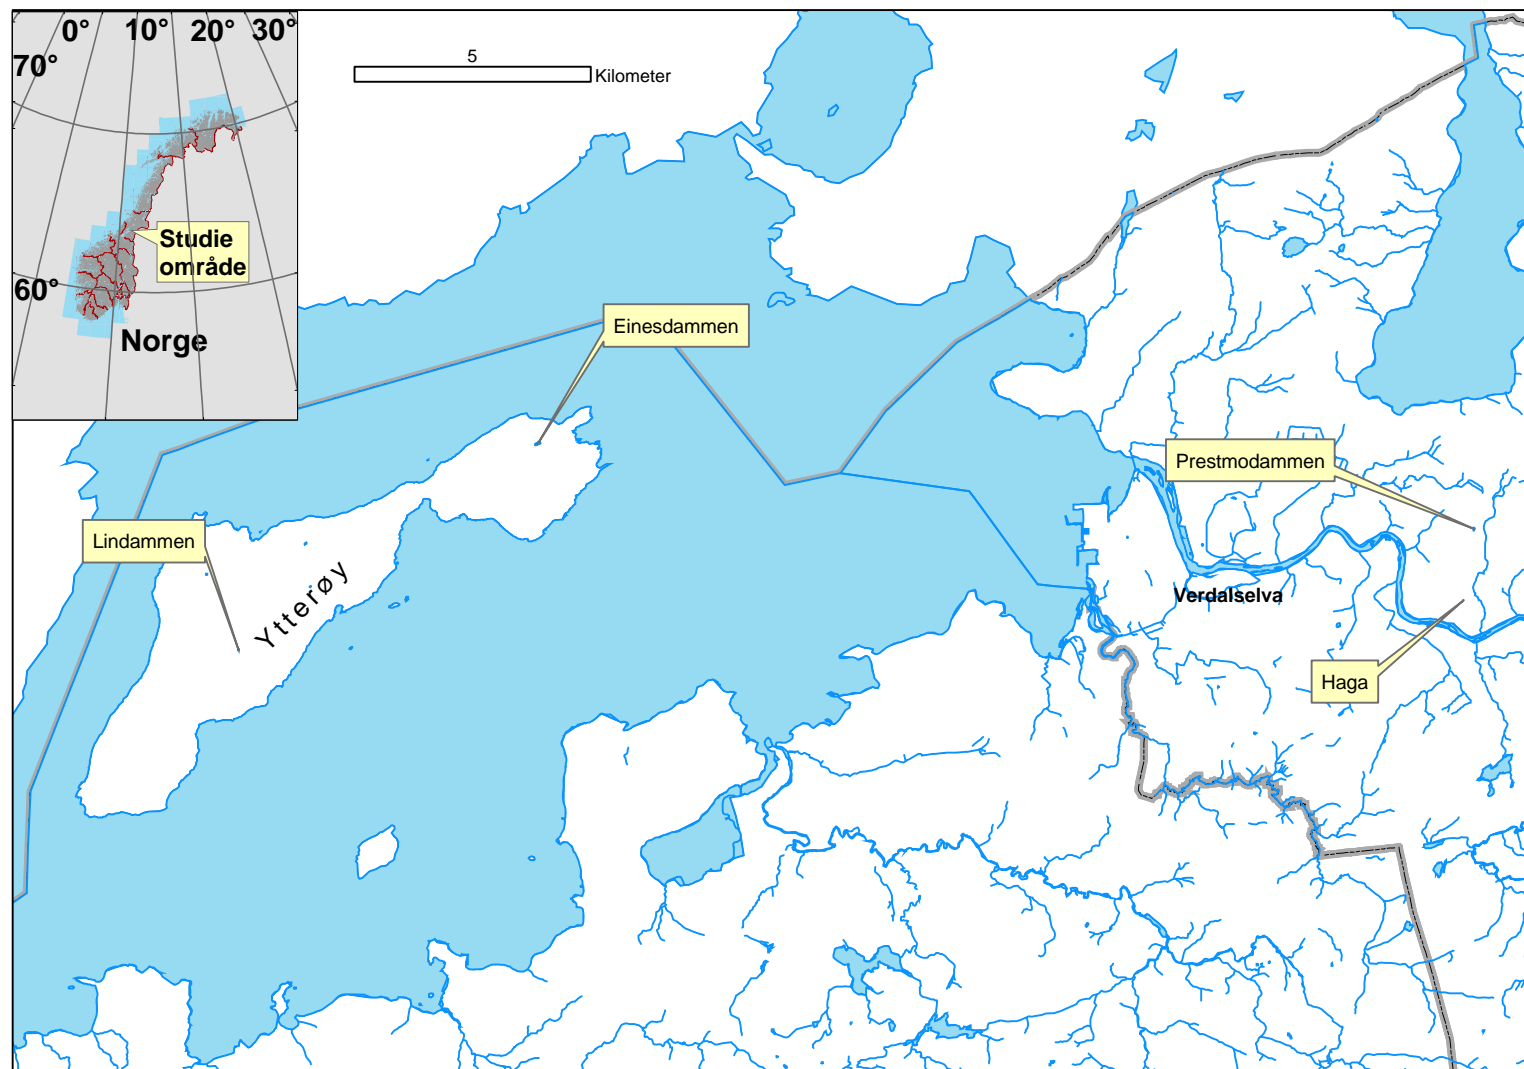 0° 10° 20° 30°
70°
60°
Studie
område
Norge
5
Kilometer
Einesdammen
Prestmodammen
Lindammen
Ytterøy
Verdalselva
Haga